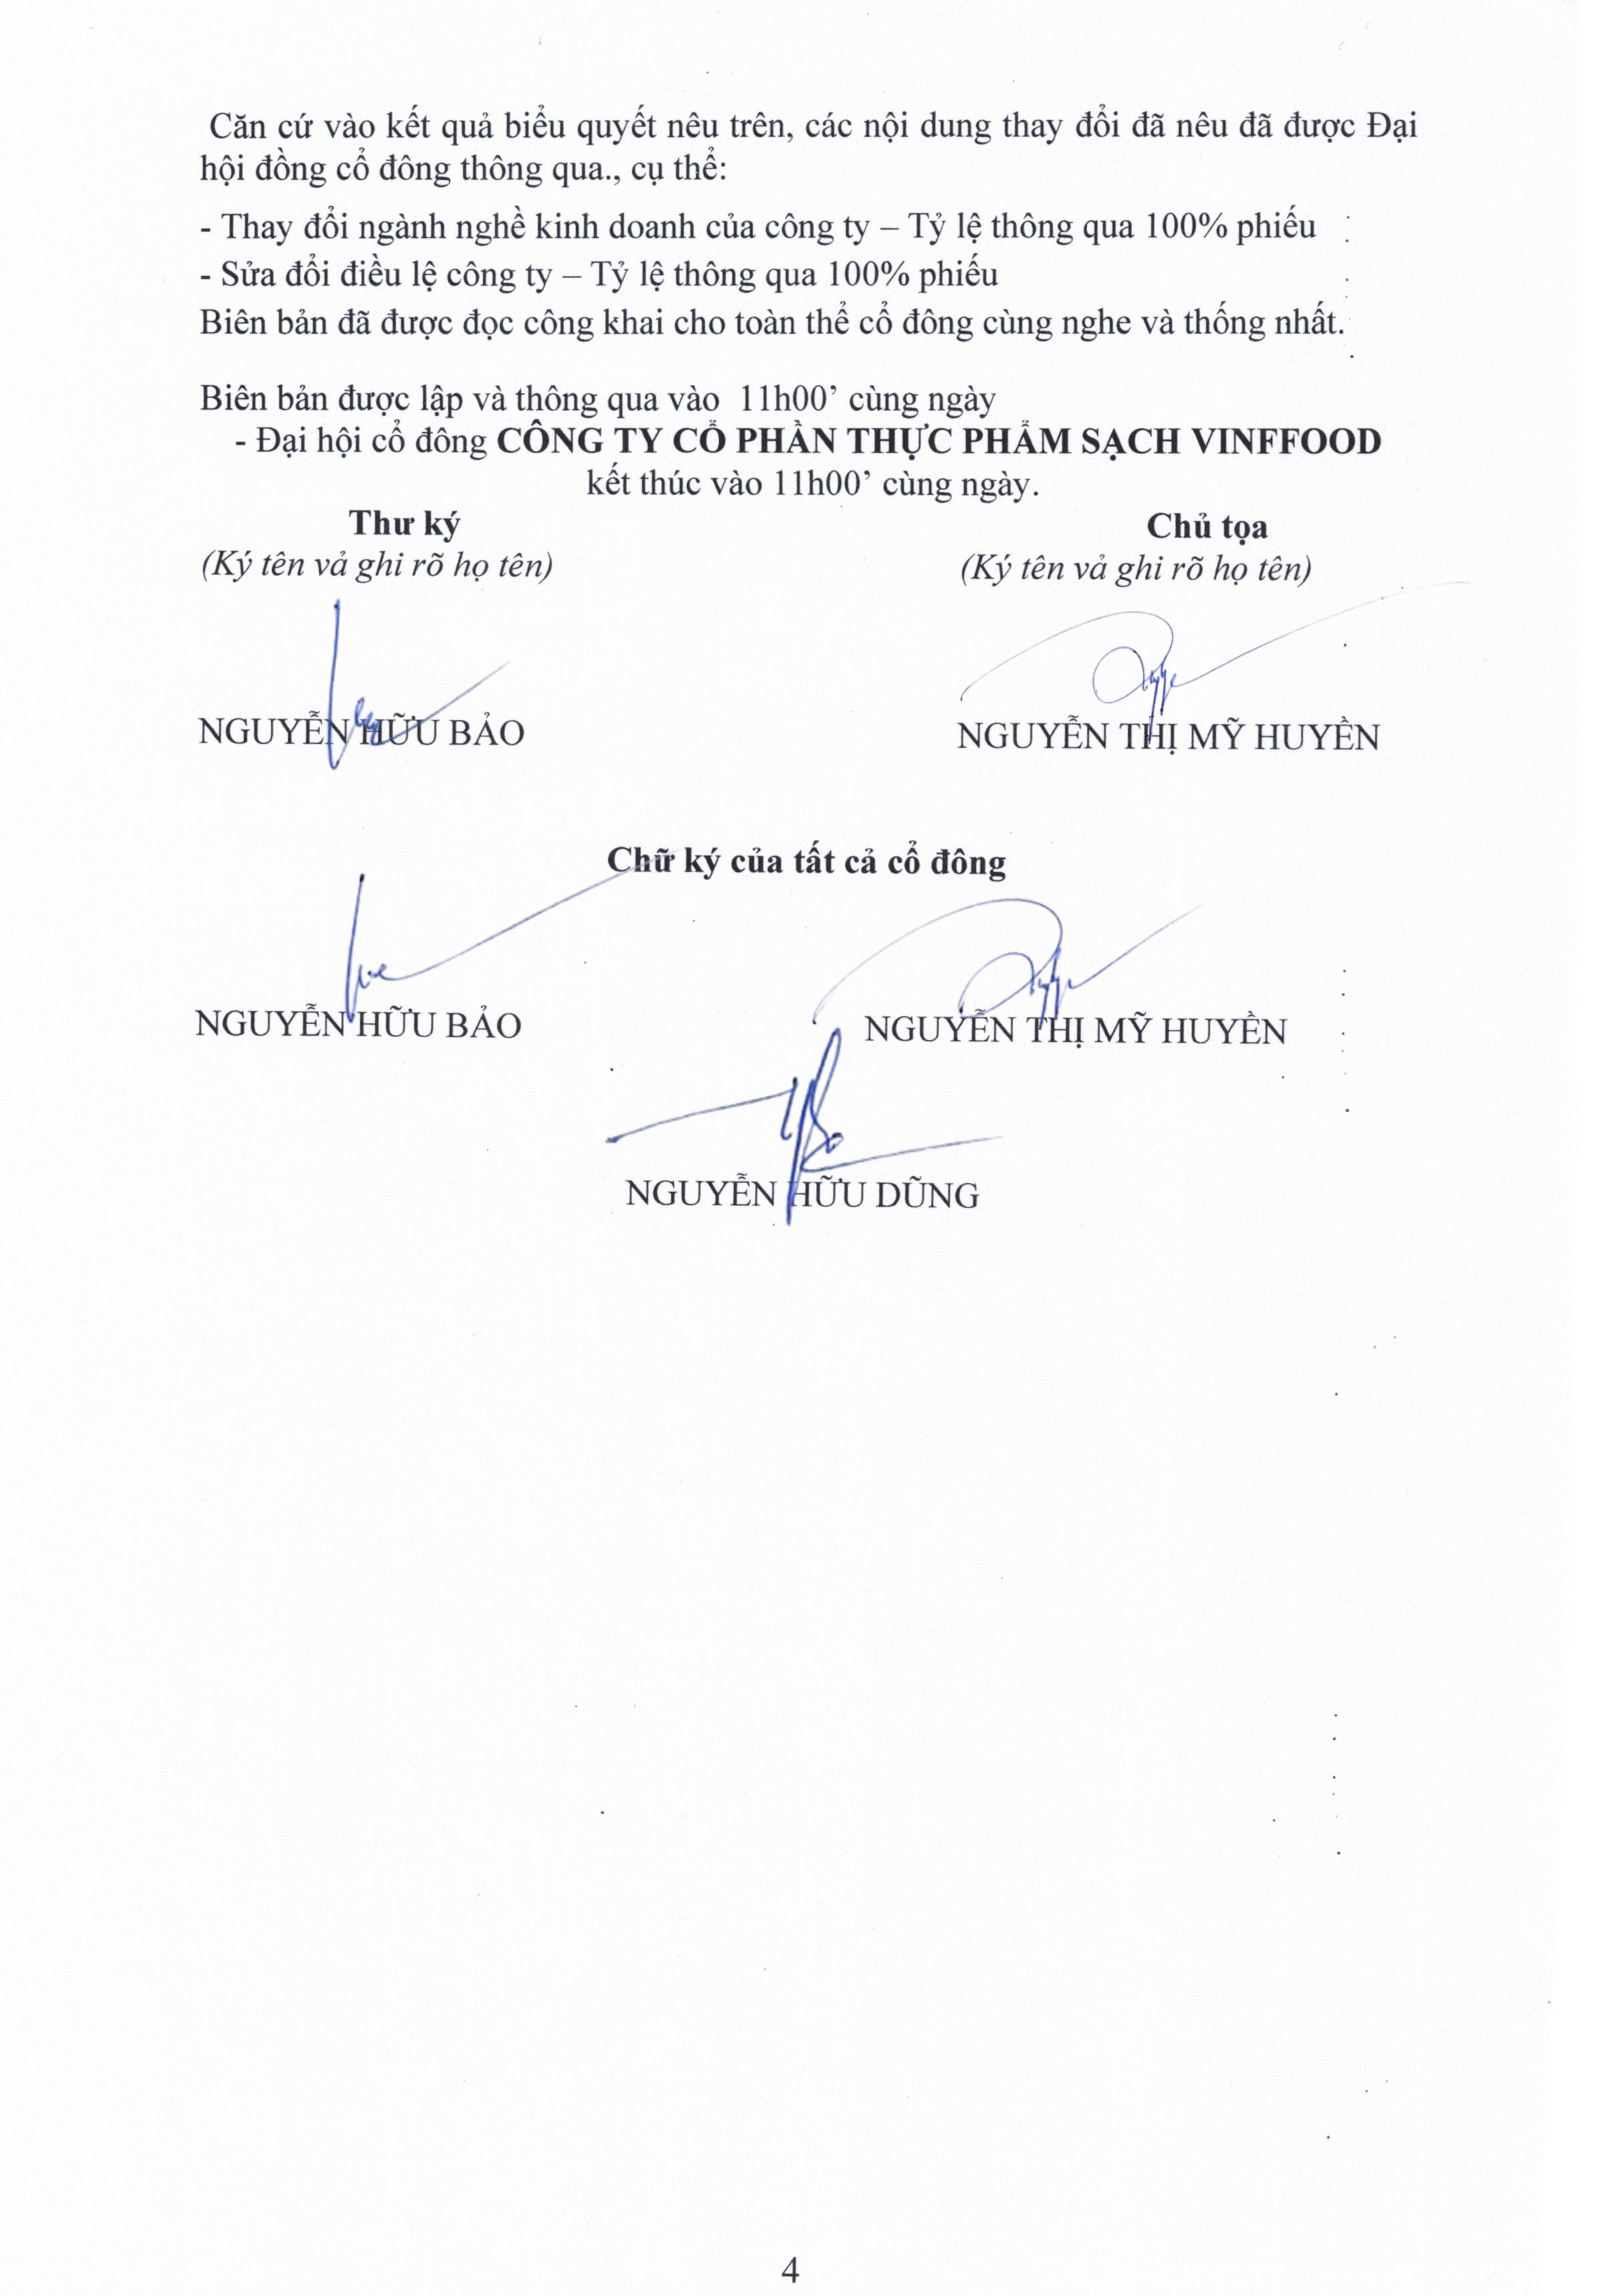 Căn cứ vào kết quả biểu quyết nêu trên, các nội dung thay đổi đã nêu đã được Đại
hội đồng cổ đông thông qua., cụ thể:
- Thay đổi ngành nghề kinh doanh của công ty – Tỷ lệ thông qua 100% phiếu
- Sửa đổi điều lệ công ty – Tỷ lệ thông qua 100% phiếu
Biên bản đã được đọc công khai cho toàn thể cổ đông cùng nghe và thống nhất.
Biên bản được lập và thông qua vào 11h00’ cùng ngày
- Đại hội cổ đông CÔNG TY CỔ PHẦN THỰC PHẨM SẠCH VINFFOOD
kết thúc vào 11h00’ cùng ngày.
Thư ký
Chủ tọa
(Ký tên vả ghi rõ họ tên)
(Ký tên vả ghi rõ họ tên)
NGUYỄN HỮU BẢO
NGUYỄN THỊ MỸ HUYỀN
Chữ ký của tất cả cổ đông
NGUYỄN HỮU BẢO
NGUYỄN THỊ MỸ HUYỀN
NGUYỄN HỮU DŨNG
4